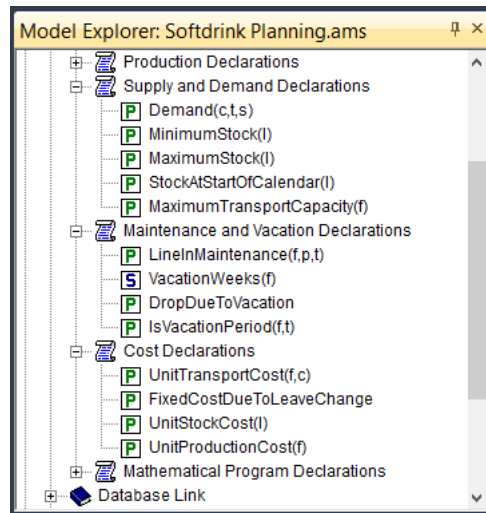 Model Explorer: Softdrink Planning.ams
Production Declarations
Supply and Demand Declarations
P Demand(c,t,s)
P MinimumStock(l)
P MaximumStock(l)
P StockAtStartOfCalendar(l)
P MaximumTransportCapacity(f)
Maintenance and Vacation Declarations
P LineInMaintenance(f,p,t)
S VacationWeeks(f)
P DropDueToVacation
P IsVacationPeriod(f,t)
Cost Declarations
P UnitTransportCost(f,c)
P FixedCostDueToLeaveChange
P UnitStockCost(l)
P UnitProductionCost(f)
Mathematical Program Declarations
Database Link